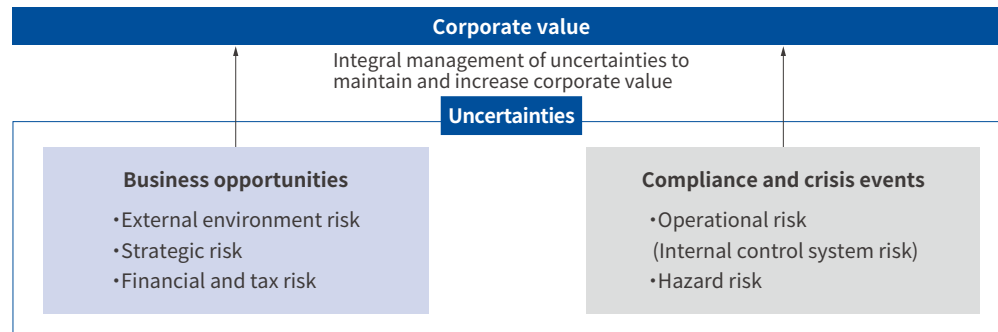 Corporate value
Integral management of uncertainties to
maintain and increase corporate value
Uncertainties
Business opportunities
・External environment risk
・Strategic risk
・Financial and tax risk
Compliance and crisis events
・Operational risk
(Internal control system risk)
・Hazard risk